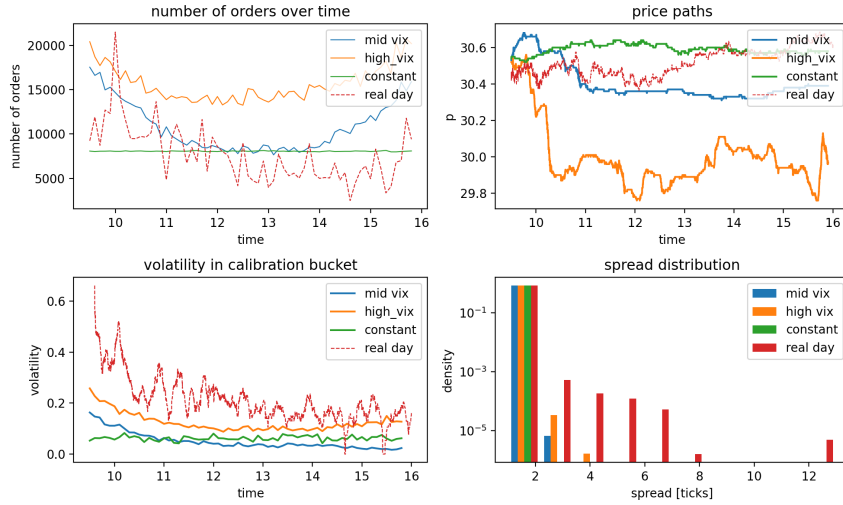 number of orders over time
number of orders
20000
15000
10000
5000
10
11
12
13
14
15
16
time
mid vix
high_vix
constant
real day
price paths
p
30.6
30.4
30.2
30.0
29.8
10
11
12
13
14
15
16
time
mid vix
high_vix
constant
real day
volatility in calibration bucket
volatility
0.6
0.4
0.2
0.0
10
11
12
13
14
15
16
time
mid vix
high_vix
constant
real day
spread distribution
density
10⁻¹
10⁻³
10⁻⁵
2
4
6
8
10
12
spread [ticks]
mid vix
high vix
constant
real day